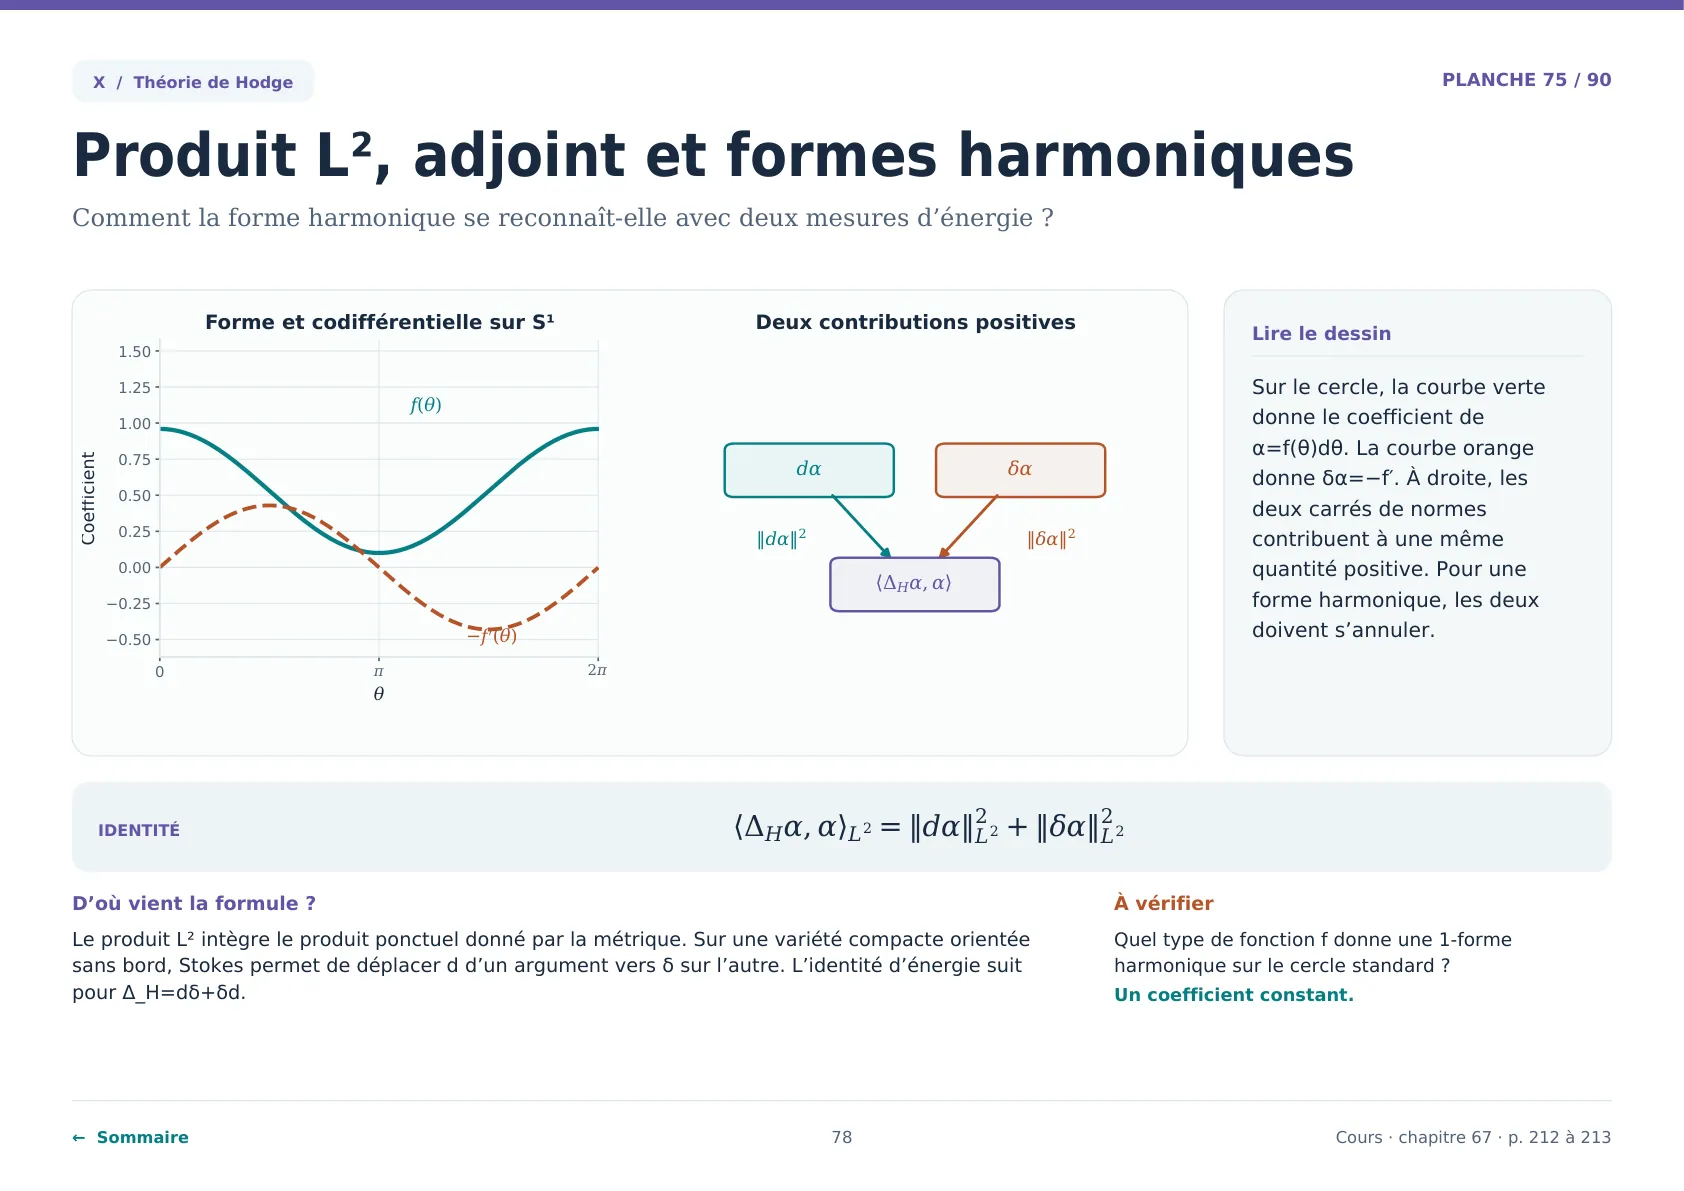 X / Théorie de Hodge
PLANCHE 75 / 90
Produit L², adjoint et formes harmoniques
Comment la forme harmonique se reconnaît-elle avec deux mesures d’énergie ?
Forme et codifférentielle sur S¹
1.50
1.25
1.00
0.75
0.50
0.25
0.00
−0.25
−0.50
Coefficient
f(θ)
−f′(θ)
0
π
2π
θ
Deux contributions positives
dα
δα
‖dα‖²
‖δα‖²
⟨Δ_Hα, α⟩
Lire le dessin
Sur le cercle, la courbe verte
donne le coefficient de
α=f(θ)dθ. La courbe orange
donne δα=−f′. À droite, les
deux carrés de normes
contribuent à une même
quantité positive. Pour une
forme harmonique, les deux
doivent s’annuler.
IDENTITÉ
⟨Δ_Hα, α⟩_{L²} = ‖dα‖²_{L²} + ‖δα‖²_{L²}
D’où vient la formule ?
Le produit L² intègre le produit ponctuel donné par la métrique. Sur une variété compacte orientée
sans bord, Stokes permet de déplacer d d’un argument vers δ sur l’autre. L’identité d’énergie suit
pour Δ_H=dδ+δd.
À vérifier
Quel type de fonction f donne une 1-forme
harmonique sur le cercle standard ?
Un coefficient constant.
← Sommaire
78
Cours · chapitre 67 · p. 212 à 213